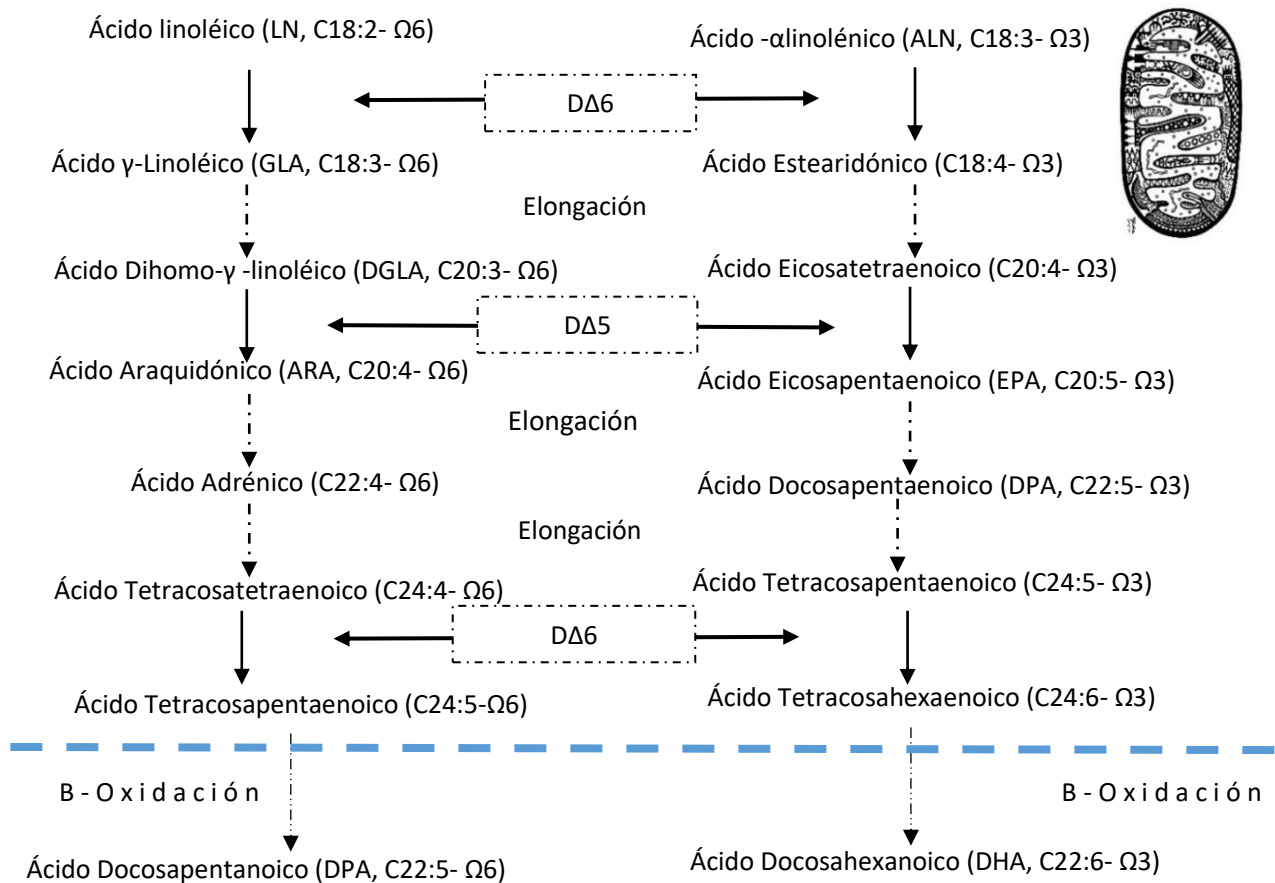 Ácido linoléico (LN, C18:2- Ω6)
Ácido -αlinolénico (ALN, C18:3- Ω3)
DΔ6
Ácido γ-Linoléico (GLA, C18:3- Ω6)
Ácido Estearidónico (C18:4- Ω3)
Elongación
Ácido Dihomo-γ -linoléico (DGLA, C20:3- Ω6)
Ácido Eicosatetraenoico (C20:4- Ω3)
DΔ5
Ácido Araquidónico (ARA, C20:4- Ω6)
Ácido Eicosapentaenoico (EPA, C20:5- Ω3)
Elongación
Ácido Adrénico (C22:4- Ω6)
Ácido Docosapentaenoico (DPA, C22:5- Ω3)
Elongación
Ácido Tetracosatetraenoico (C24:4- Ω6)
Ácido Tetracosapentaenoico (C24:5- Ω3)
DΔ6
Ácido Tetracosapentaenoico (C24:5-Ω6)
Ácido Tetracosahexaenoico (C24:6- Ω3)
B - O x i d a c i ó n
B - O x i d a c i ó n
Ácido Docosapentanoico (DPA, C22:5- Ω6)
Ácido Docosahexanoico (DHA, C22:6- Ω3)